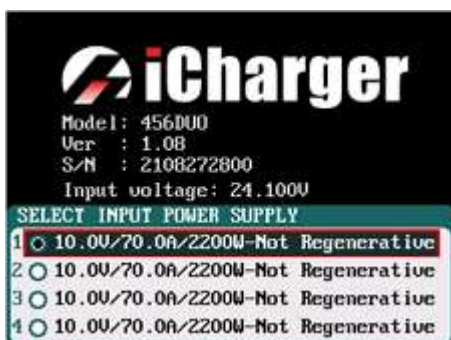 iCharger
Model: 456DUO
Ver : 1.08
S/N : 2108272800
Input voltage: 24.100V
SELECT INPUT POWER SUPPLY
1 10.0V/70.0A/2200W-Not Regenerative
2 10.0V/70.0A/2200W-Not Regenerative
3 10.0V/70.0A/2200W-Not Regenerative
4 10.0V/70.0A/2200W-Not Regenerative